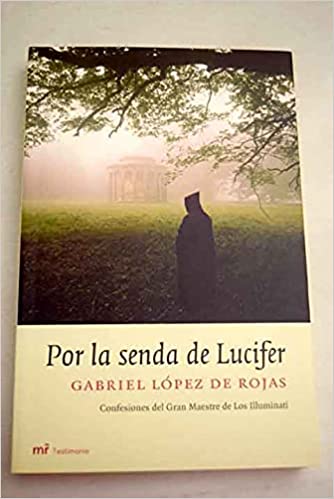 Por la senda de Lucifer
GABRIEL LÓPEZ DE ROJAS
Confesiones del Gran Maestre de Los Illuminati
mr Testimonio